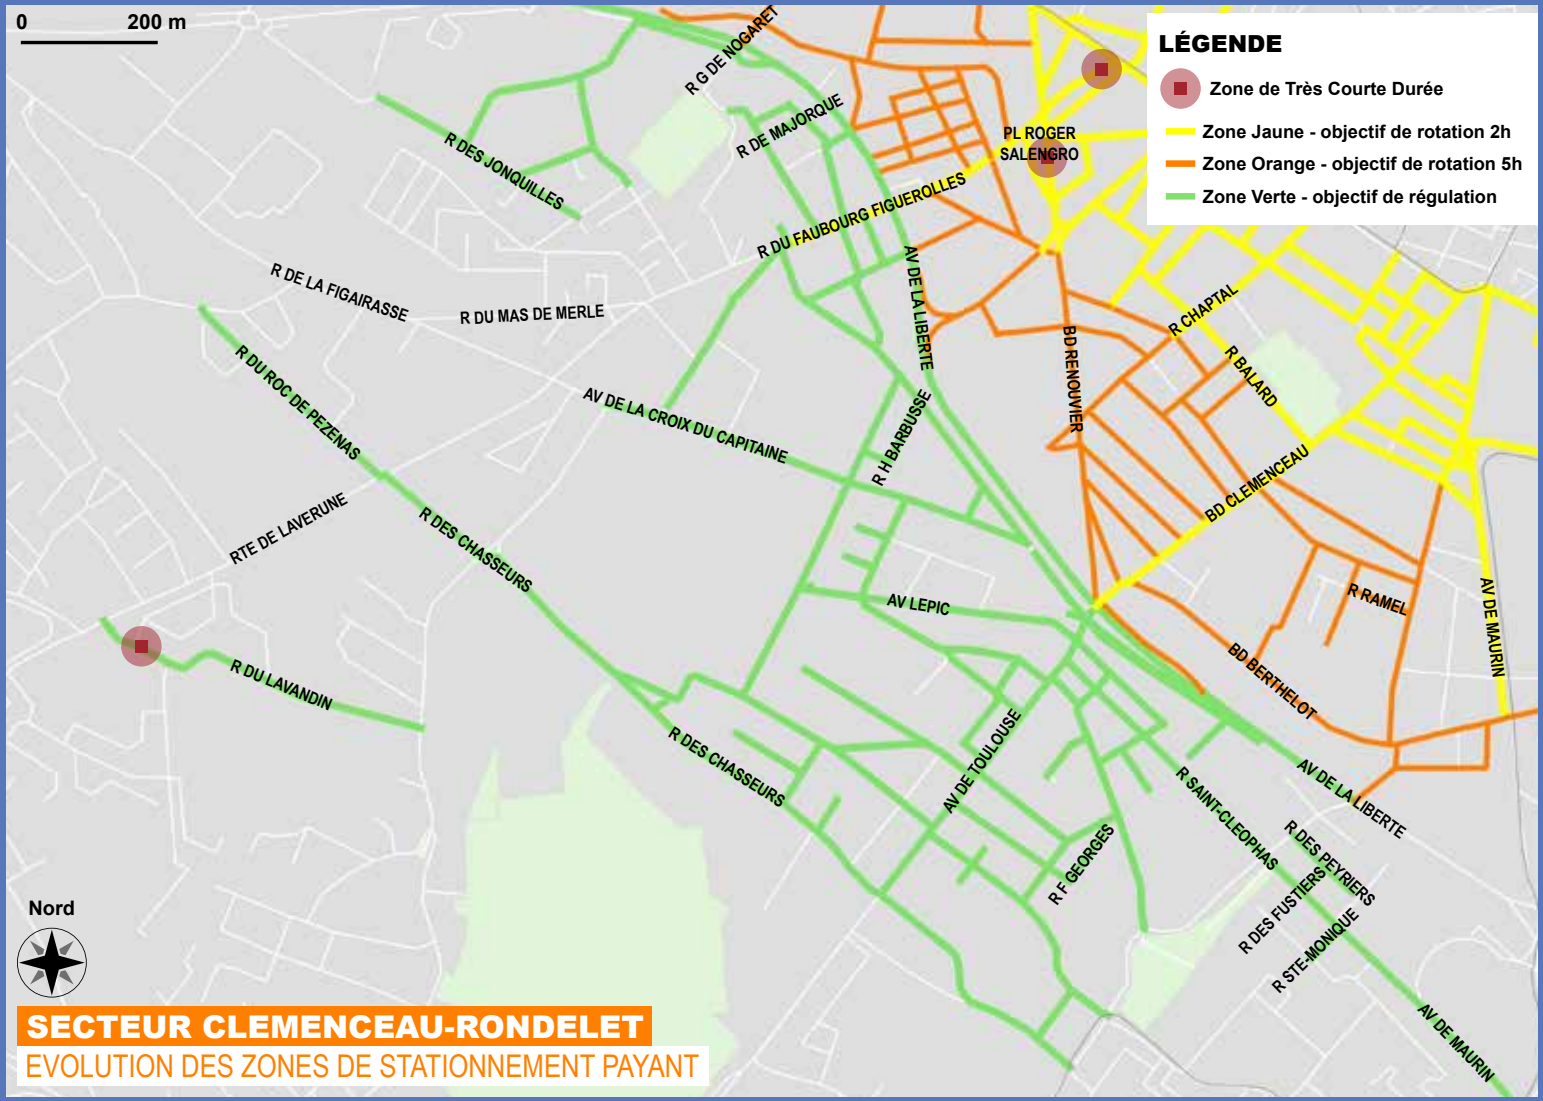 0 200 m
LÉGENDE
Zone de Très Courte Durée
Zone Jaune - objectif de rotation 2h
Zone Orange - objectif de rotation 5h
Zone Verte - objectif de régulation
R G DE NOGARET
R DE MAJORQUE
PL ROGER
SALENGRO
R DES JONQUILLES
R DU FAUBOURG FIGUEROLLES
R DE LA FIGAIRASSE
R DU MAS DE MERLE
AV DE LA LIBERTE
R CHAPTAL
BD RENOUVIER
R BALARD
R DU ROC DE PEZENAS
AV DE LA CROIX DU CAPITAINE
R H BARBUSSE
BD CLEMENCEAU
RTE DE LAVERUNE
R DES CHASSEURS
AV LEPIC
R RAMEL
AV DE MAURIN
R DU LAVANDIN
BD BERTHELOT
R DES CHASSEURS
AV DE TOULOUSE
R SAINT-CLEOPHAS
AV DE LA LIBERTE
R F GEORGES
R DES PEYRIERS
R DES FUSTIERS
R STE-MONIQUE
AV DE MAURIN
Nord
SECTEUR CLEMENCEAU-RONDELET
EVOLUTION DES ZONES DE STATIONNEMENT PAYANT